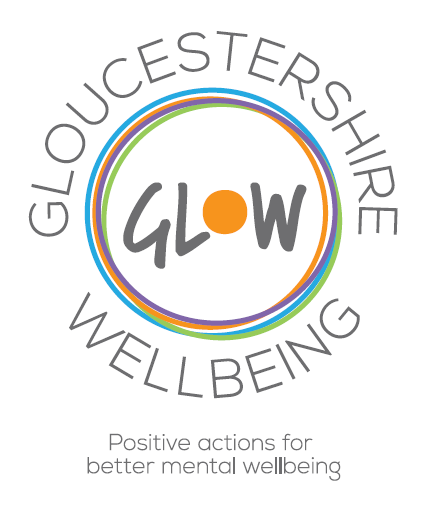 GLOUCESTERSHIRE
GLOW
WELLBEING
Positive actions for
better mental wellbeing